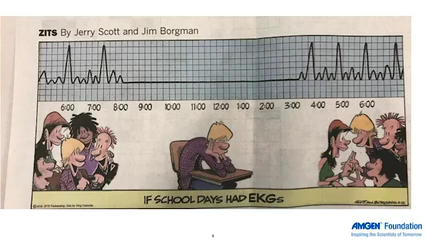 ZITS By Jerry Scott and Jim Borgman
6:00 7:00 8:00 9:00 10:00 11:00 12:00 1:00 2:00 3:00 4:00 5:00 6:00
IF SCHOOL DAYS HAD EKGs
AMGEN Foundation
Inspiring the Scientists of Tomorrow